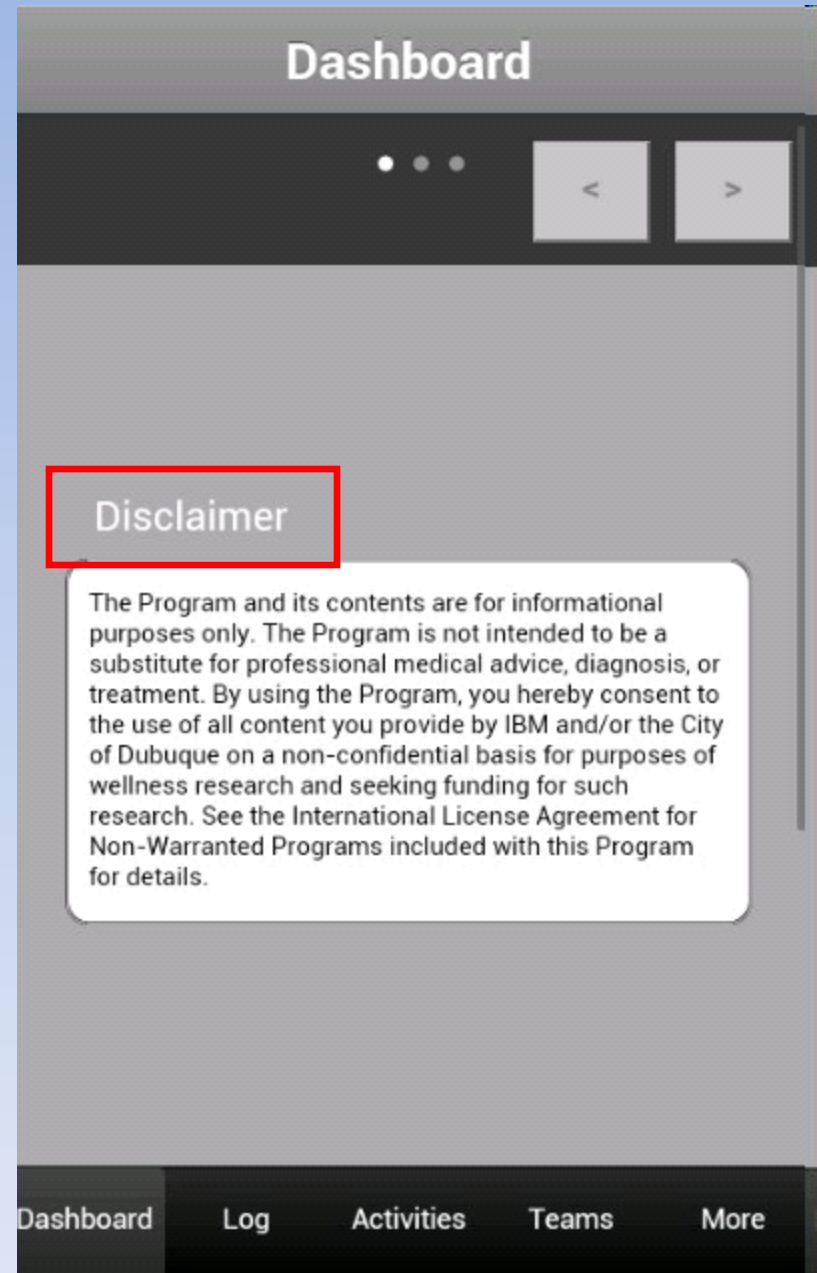 Dashboard
<
>
Disclaimer
The Program and its contents are for informational
purposes only. The Program is not intended to be a
substitute for professional medical advice, diagnosis, or
treatment. By using the Program, you hereby consent to
the use of all content you provide by IBM and/or the City
of Dubuque on a non-confidential basis for purposes of
wellness research and seeking funding for such
research. See the International License Agreement for
Non-Warranted Programs included with this Program
for details.
Dashboard Log Activities Teams More